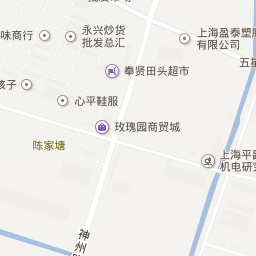 永兴炒货
批发总汇
味商行
上海盈泰塑
有限公司
五星
奉贤田头超市
孩子
心平鞋服
玫瑰园商贸城
陈家塘
上海平
机电研究
神州